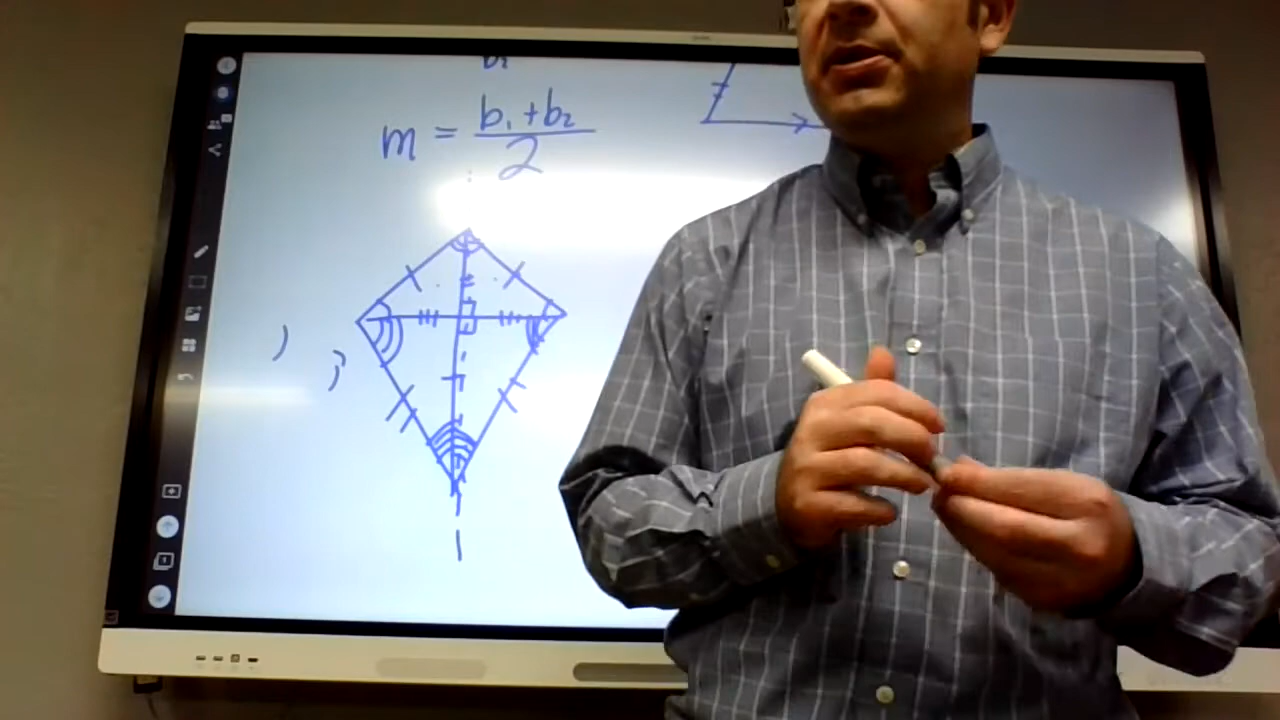 m = b₁ + b₂ / 2